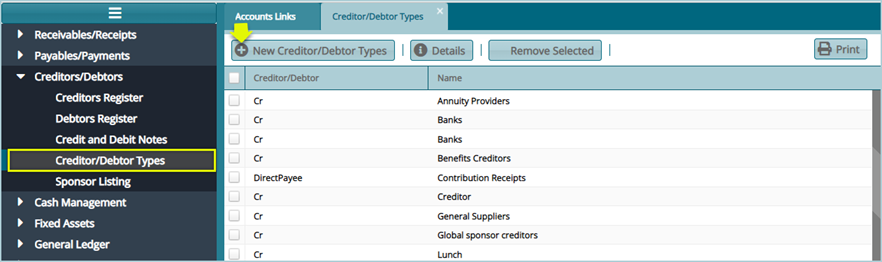 Accounts Links
Creditor/Debtor Types
Receivables/Receipts
Payables/Payments
Creditors/Debtors
Creditors Register
Debtors Register
Credit and Debit Notes
Creditor/Debtor Types
Sponsor Listing
Cash Management
Fixed Assets
General Ledger
New Creditor/Debtor Types | Details | Remove Selected | Print
Creditor/Debtor Name
Cr Annuity Providers
Cr Banks
Cr Banks
Cr Benefits Creditors
DirectPayee Contribution Receipts
Cr Creditor
Cr General Suppliers
Cr Global sponsor creditors
Cr Lunch